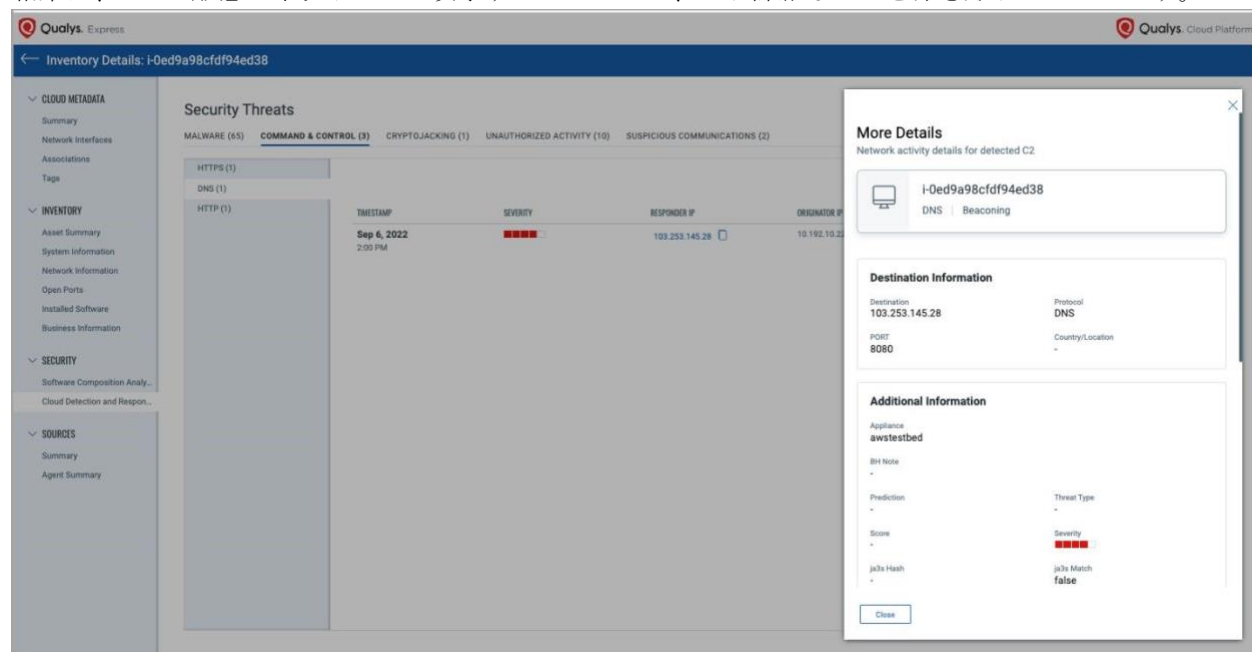 Qualys. Express
Qualys. Cloud Platform
Inventory Details: i-0ed9a98cfdf94ed38
CLOUD METADATA
Summary
Network Interfaces
Associations
Tags
INVENTORY
Asset Summary
System Information
Network Information
Open Ports
Installed Software
Business Information
SECURITY
Software Composition Analy...
Cloud Detection and Respon...
SOURCES
Summary
Agent Summary
Security Threats
MALWARE (65) COMMAND & CONTROL (3) CRYPTOJACKING (1) UNAUTHORIZED ACTIVITY (10) SUSPICIOUS COMMUNICATIONS (2)
HTTPS (1)
DNS (1)
HTTP (1)
TIMESTAMP SEVERITY RESPONDER IP ORIGINATOR IP
Sep 6, 2022 103.253.145.28 10.192.10.22
2:00 PM
More Details
Network activity details for detected C2
i-0ed9a98cfdf94ed38
DNS | Beaconing
Destination Information
Destination Protocol
103.253.145.28 DNS
PORT Country/Location
8080 -
Additional Information
Appliance
awstestbed
BH Note
-
Prediction Threat Type
- -
Score Severity
-
ja3s Hash ja3s Match
- false
Close